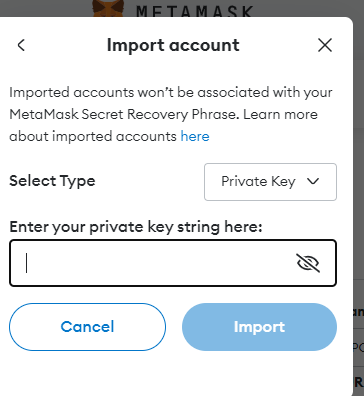 METAMASK
Import account
Imported accounts won't be associated with your
MetaMask Secret Recovery Phrase. Learn more
about imported accounts here
Select Type
Private Key
Enter your private key string here:
Cancel
Import